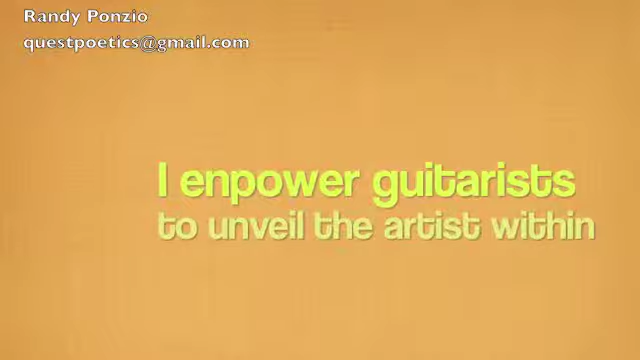 Randy Ponzio
questpoetics@gmail.com
I enpower guitarists
to unveil the artist within